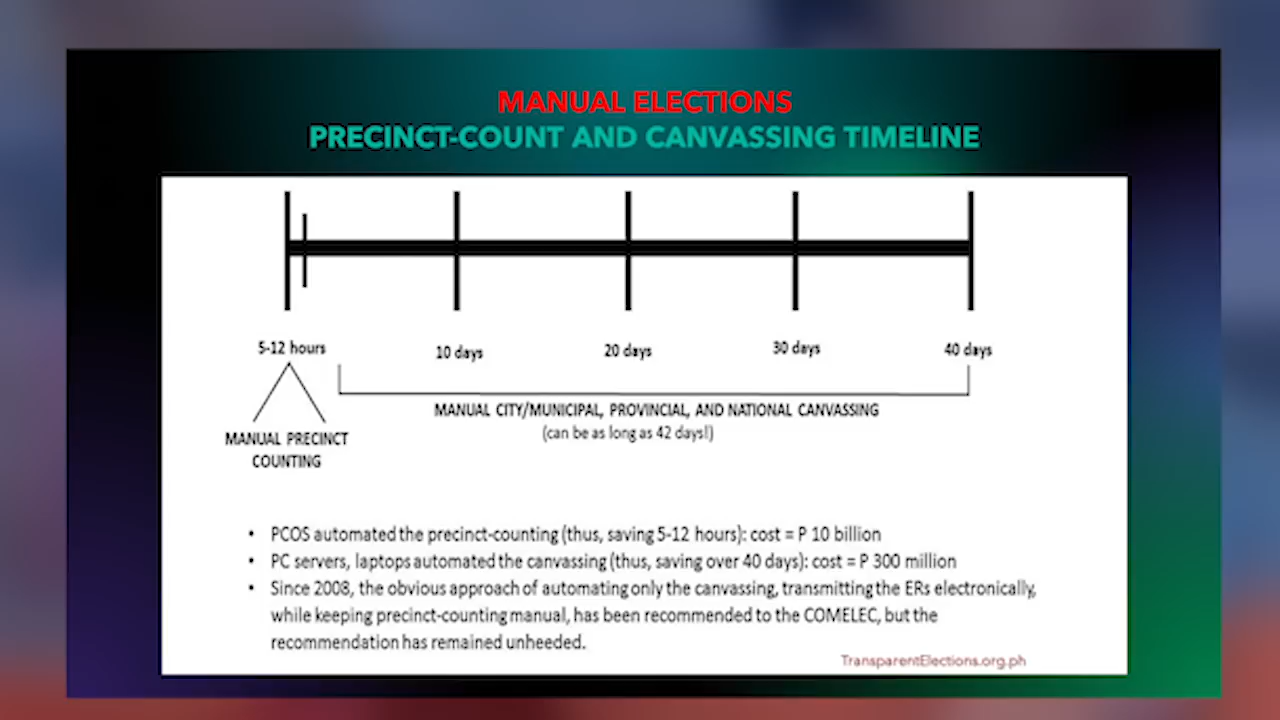 MANUAL ELECTIONS
PRECINCT-COUNT AND CANVASSING TIMELINE
5-12 hours
10 days
20 days
30 days
40 days
MANUAL CITY/MUNICIPAL, PROVINCIAL, AND NATIONAL CANVASSING
(can be as long as 42 days!)
MANUAL PRECINCT
COUNTING
• PCOS automated the precinct-counting (thus, saving 5-12 hours): cost = P 10 billion
• PC servers, laptops automated the canvassing (thus, saving over 40 days): cost = P 300 million
• Since 2008, the obvious approach of automating only the canvassing, transmitting the ERs electronically,
while keeping precinct-counting manual, has been recommended to the COMELEC, but the
recommendation has remained unheeded.
TransparentElections.org.ph